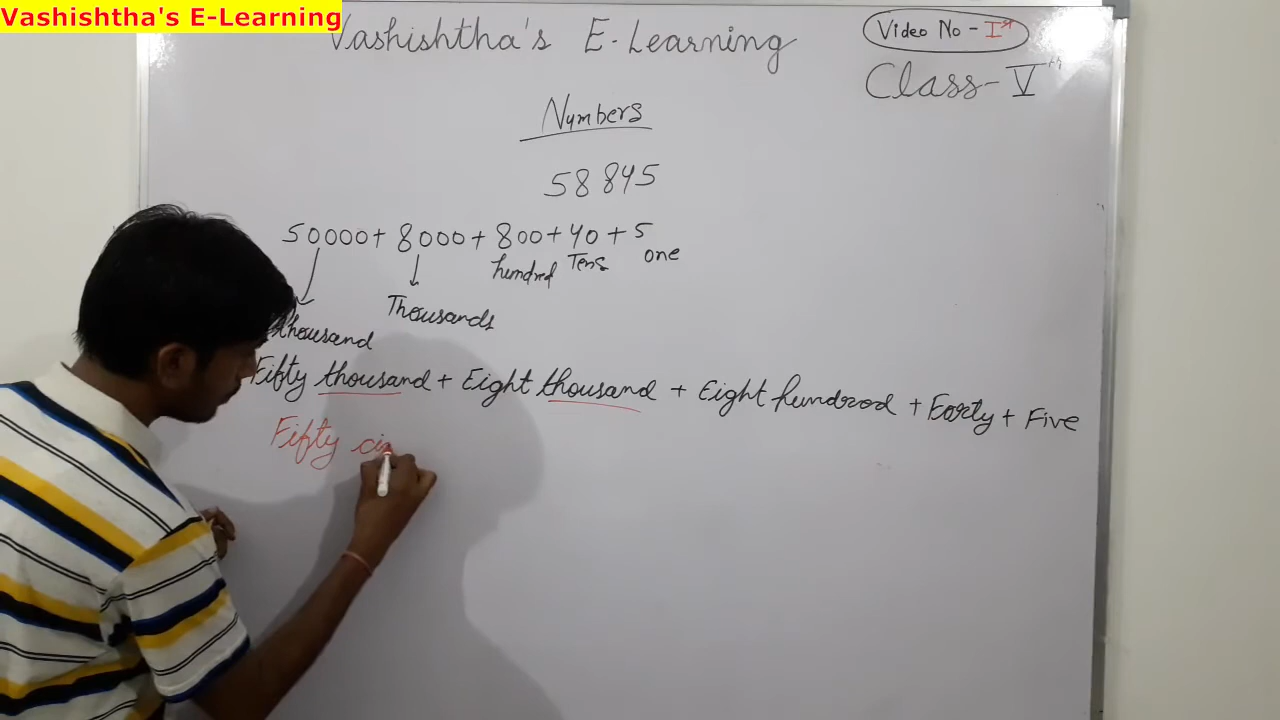 Vashishtha's E-Learning
Vashishtha's E-Learning
Video No - Ist
Class - Vth
Numbers
58845
50000 + 8000 + 800 + 40 + 5
hundred Tens one
Thousands
thousand
Fifty thousand + Eight thousand + Eight hundred + Forty + Five
Fifty